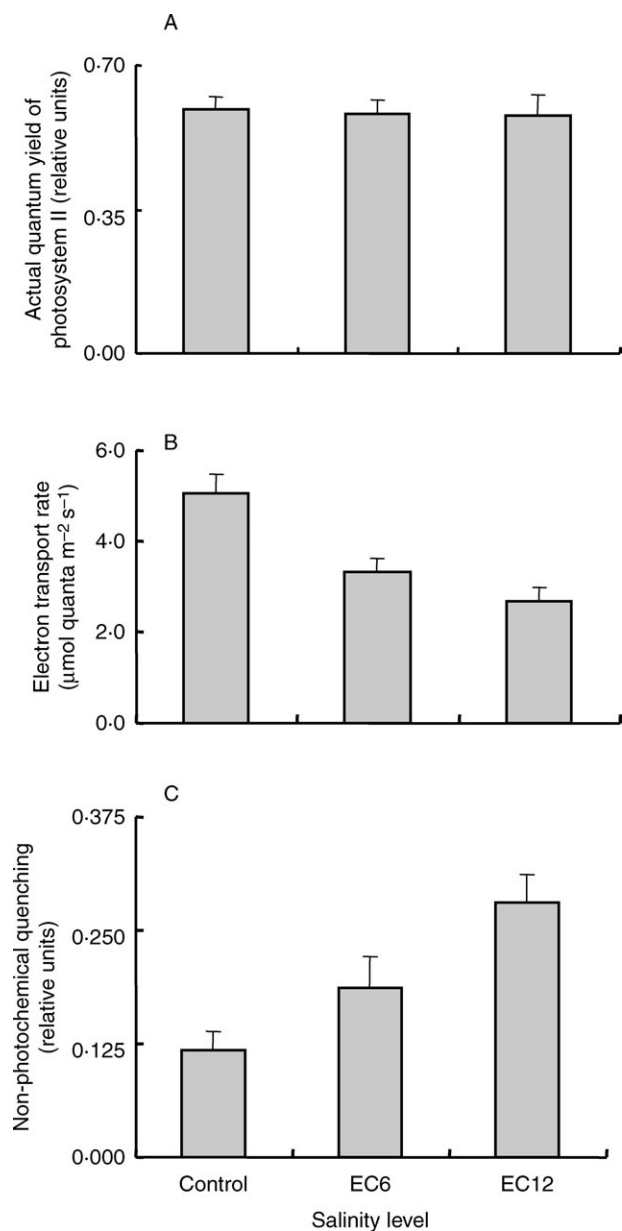 A
Actual quantum yield of
photosystem II (relative units)
0·70
0·35
0·00
B
Electron transport rate
(µmol quanta m⁻² s⁻¹)
6·0
4·0
2·0
0·0
C
Non-photochemical quenching
(relative units)
0·375
0·250
0·125
0·000
Control EC6 EC12
Salinity level